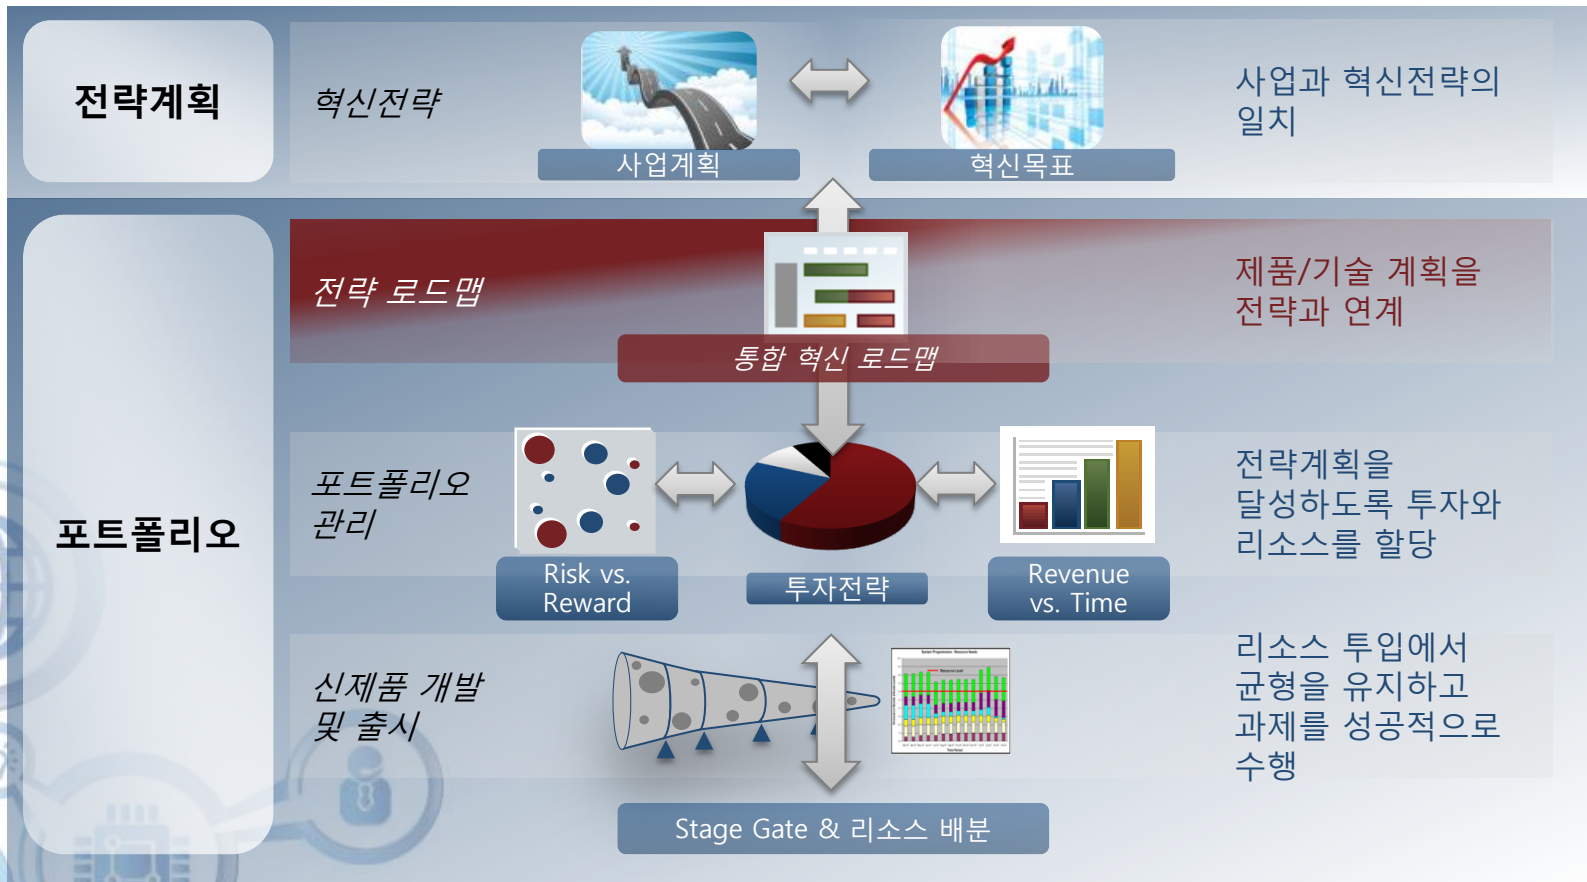 전략계획
혁신전략
사업계획
혁신목표
사업과 혁신전략의
일치
포트폴리오
전략 로드맵
통합 혁신 로드맵
제품/기술 계획을
전략과 연계
포트폴리오
관리
Risk vs.
Reward
투자전략
Revenue
vs. Time
전략계획을
달성하도록 투자와
리소스를 할당
신제품 개발
및 출시
리소스 투입에서
균형을 유지하고
과제를 성공적으로
수행
Stage Gate & 리소스 배분